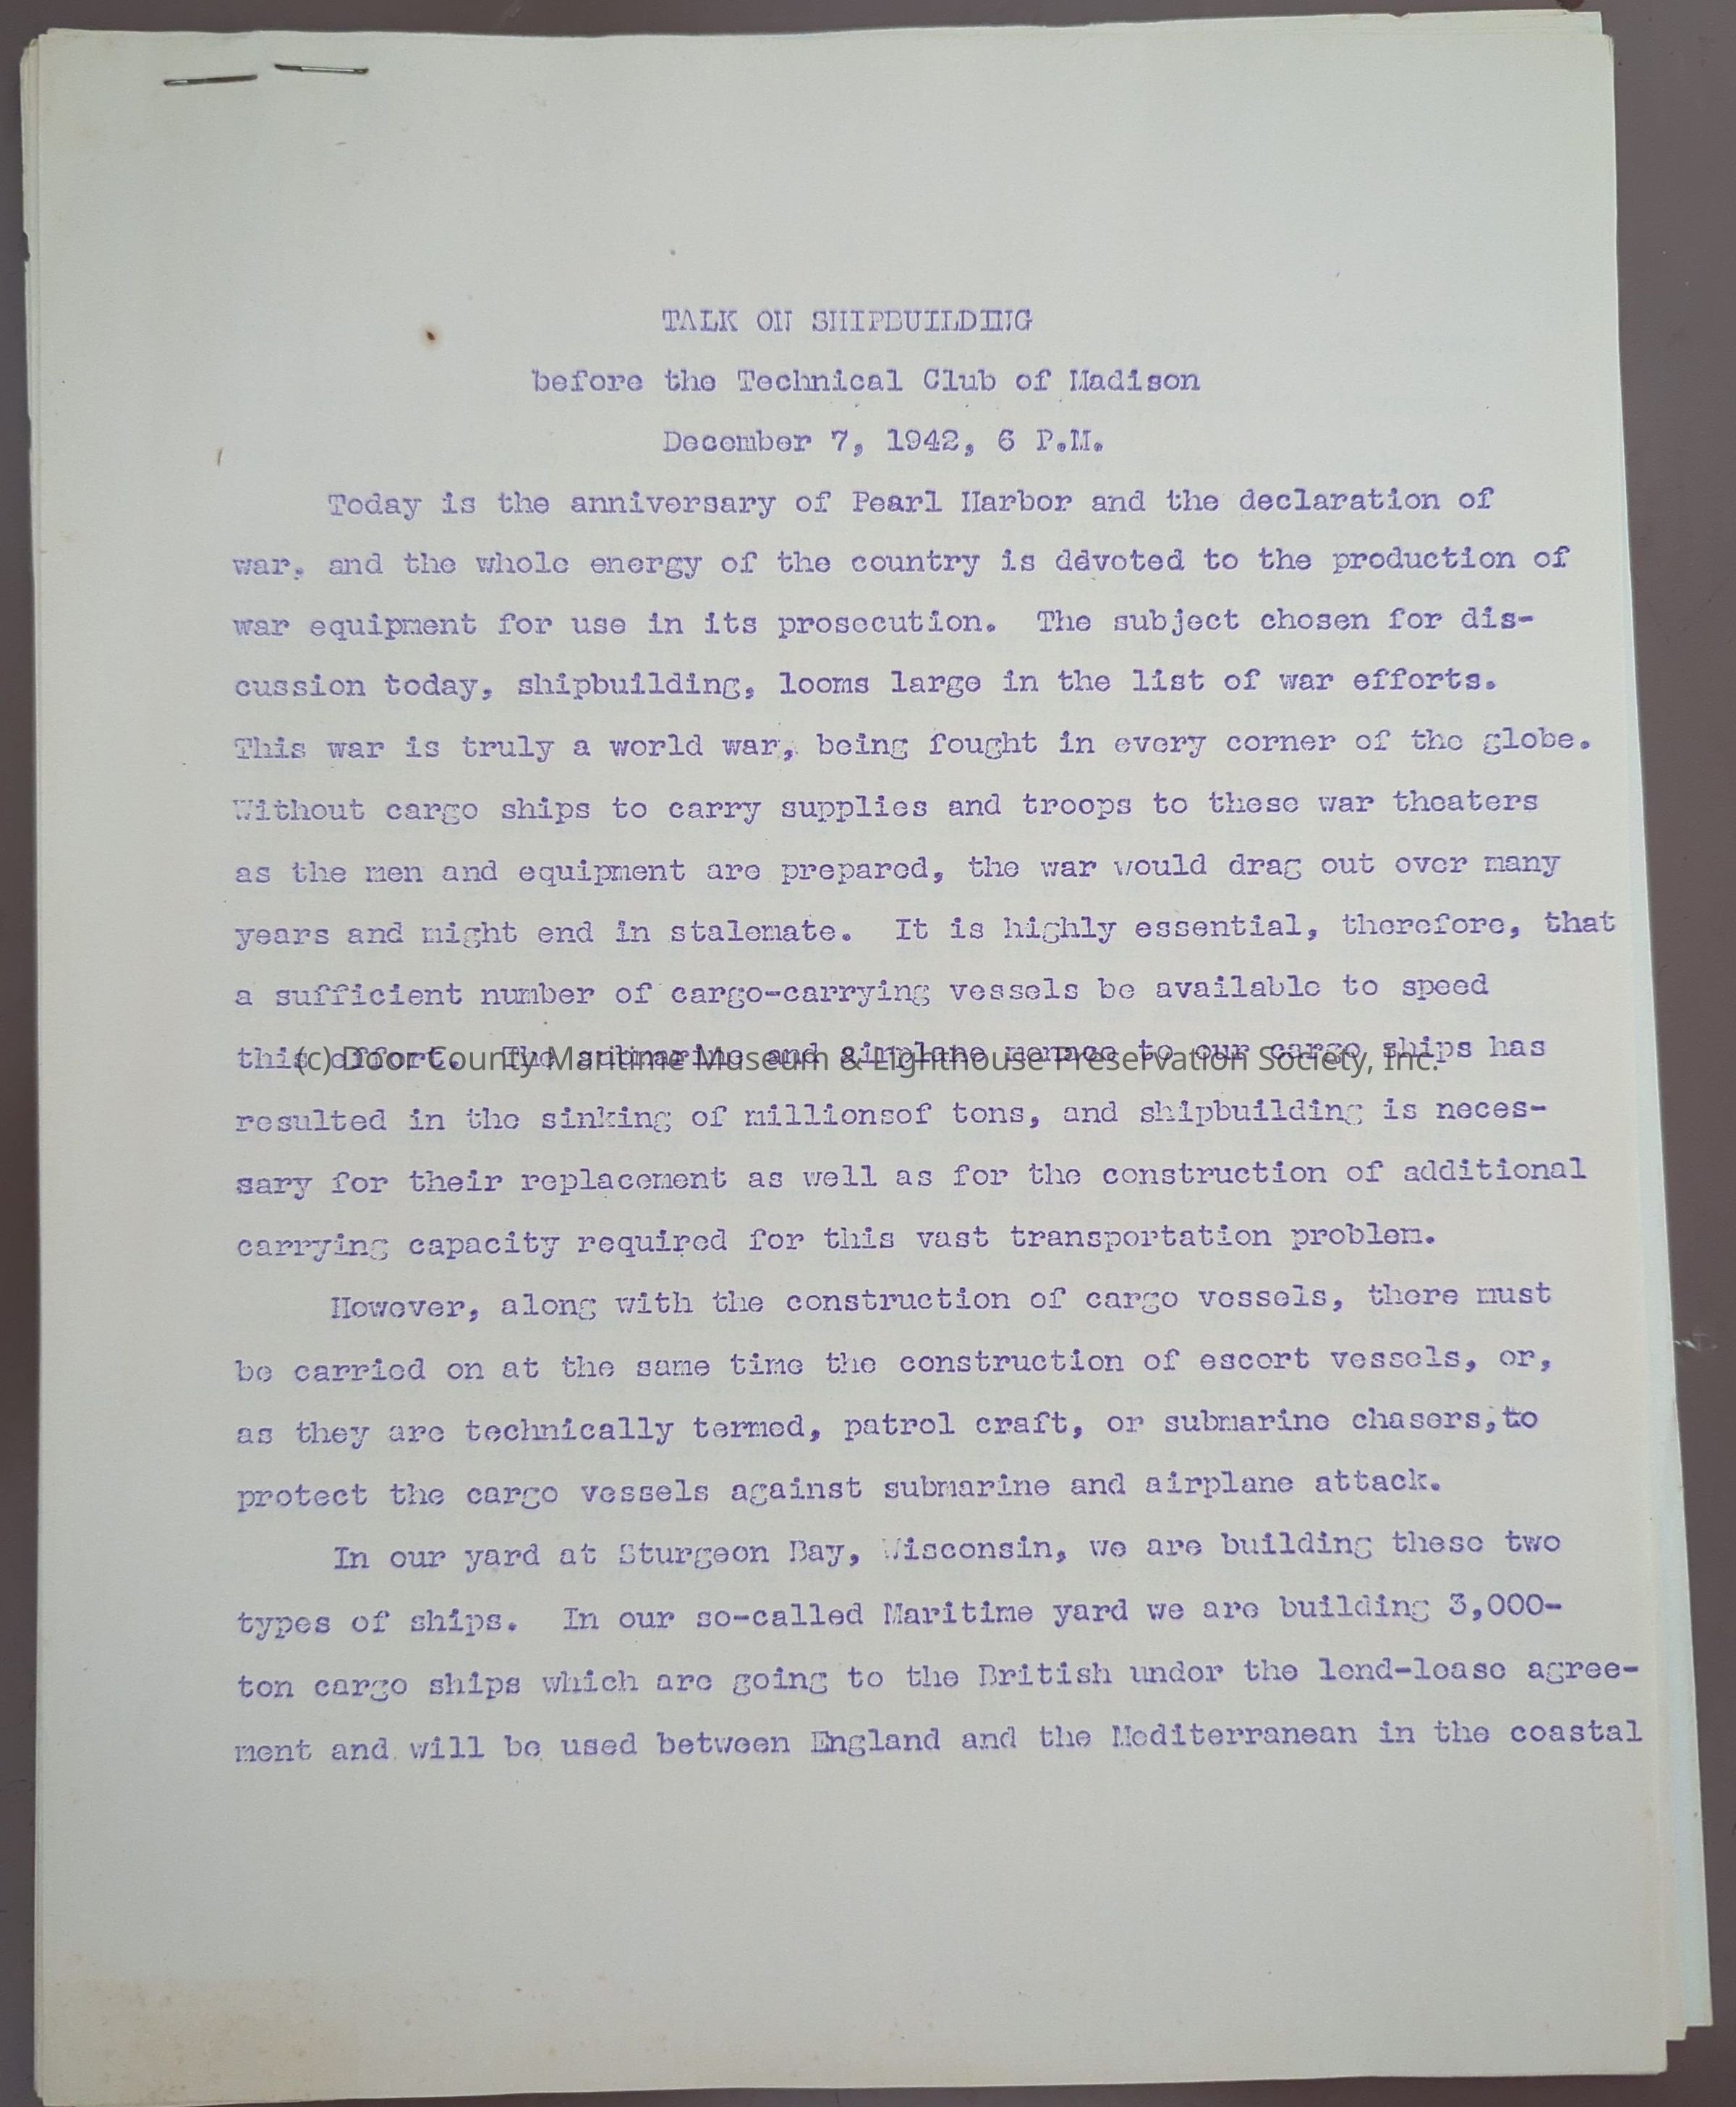 TALK ON SHIPBUILDING
before the Technical Club of Madison
December 7, 1942, 6 P.M.
Today is the anniversary of Pearl Harbor and the declaration of
war, and the whole energy of the country is devoted to the production of
war equipment for use in its prosecution. The subject chosen for dis-
cussion today, shipbuilding, looms large in the list of war efforts.
This war is truly a world war, being fought in every corner of the globe.
Without cargo ships to carry supplies and troops to these war theaters
as the men and equipment are prepared, the war would drag out over many
years and might end in stalemate. It is highly essential, therefore, that
a sufficient number of cargo-carrying vessels be available to speed
this effort. The submarine and airplane menace to our cargo ships has
(c) Door County Maritime Museum & Lighthouse Preservation Society, Inc.
resulted in the sinking of millionsof tons, and shipbuilding is neces-
sary for their replacement as well as for the construction of additional
carrying capacity required for this vast transportation problem.
However, along with the construction of cargo vessels, there must
be carried on at the same time the construction of escort vessels, or,
as they are technically termed, patrol craft, or submarine chasers,to
protect the cargo vessels against submarine and airplane attack.
In our yard at Sturgeon Bay, Wisconsin, we are building these two
types of ships. In our so-called Maritime yard we are building 3,000-
ton cargo ships which are going to the British under the lend-lease agree-
ment and will be used between England and the Mediterranean in the coastal